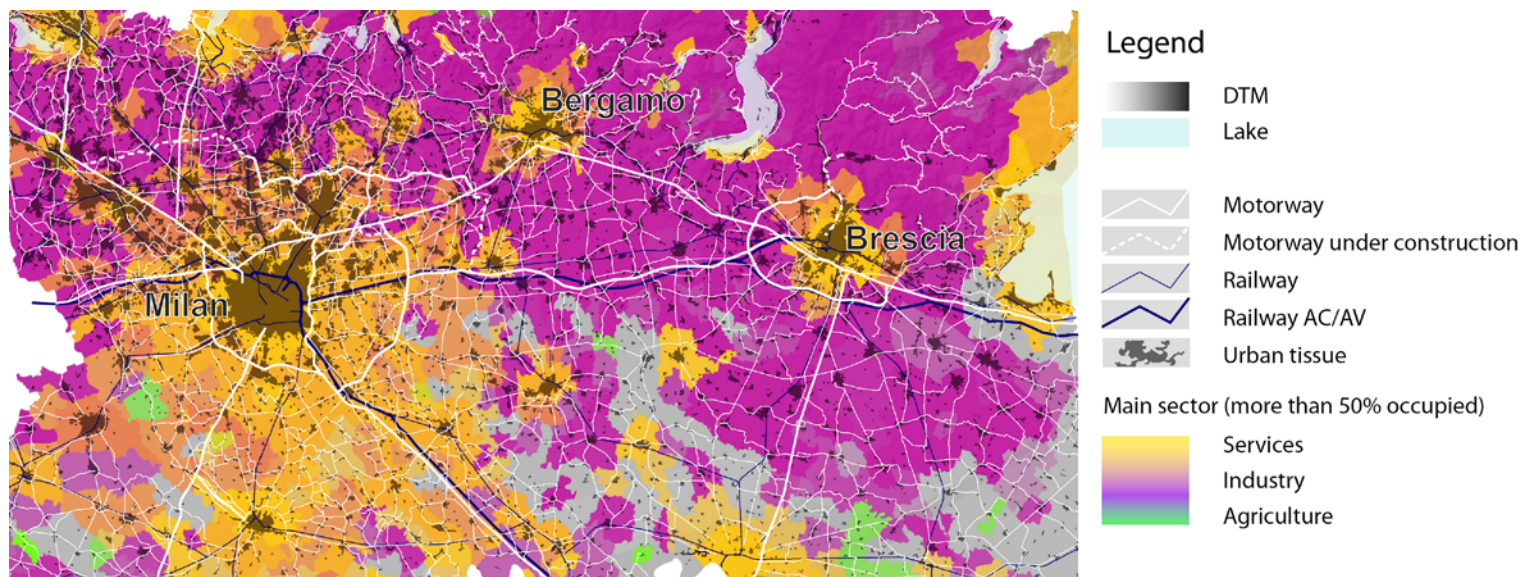 Bergamo
Brescia
Milan
Legend
DTM
Lake
Motorway
Motorway under construction
Railway
Railway AC/AV
Urban tissue
Main sector (more than 50% occupied)
Services
Industry
Agriculture